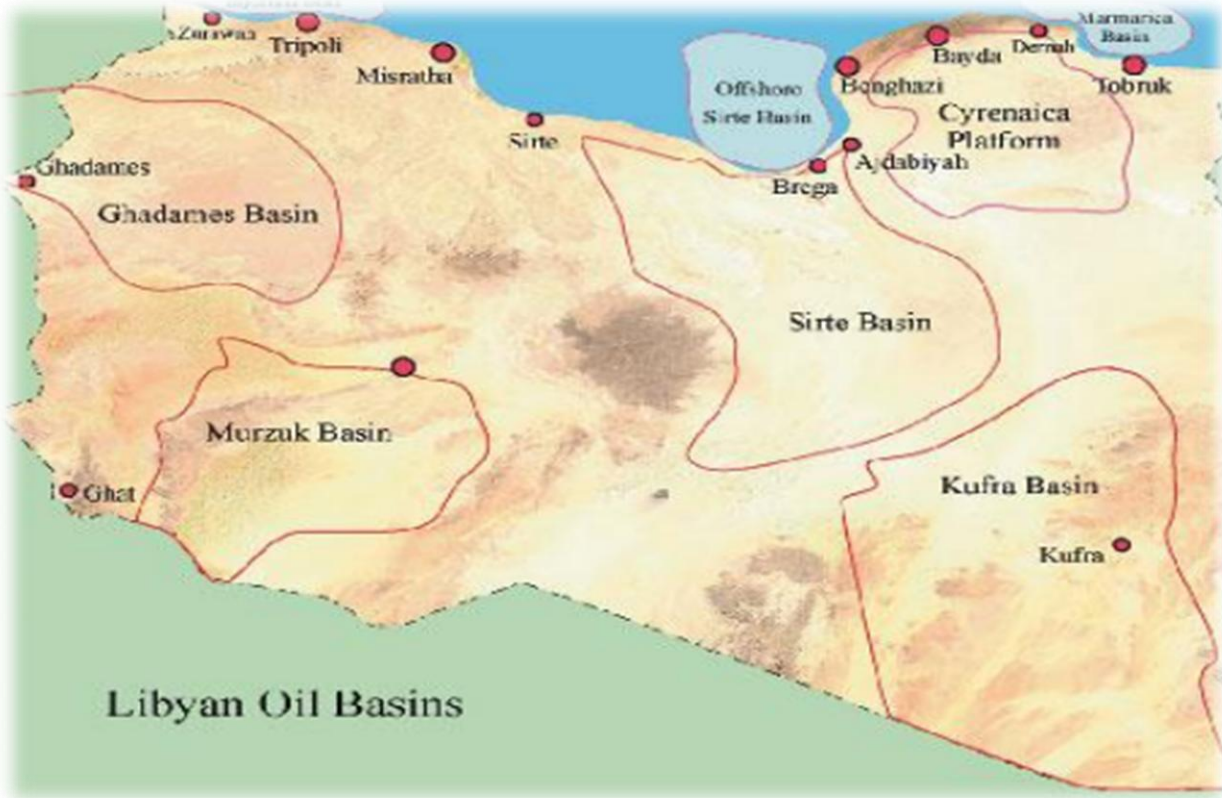 Marmarica
Basin
Tripoli
Misratha
Bayda
Dernah
Benghazi
Tobruk
Offshore
Sirte Basin
Cyrenaica
Platform
Sirte
Ajdabiyah
Brega
Ghadames
Ghadames Basin
Sirte Basin
Murzuk Basin
Ghat
Kufra Basin
Kufra
Libyan Oil Basins